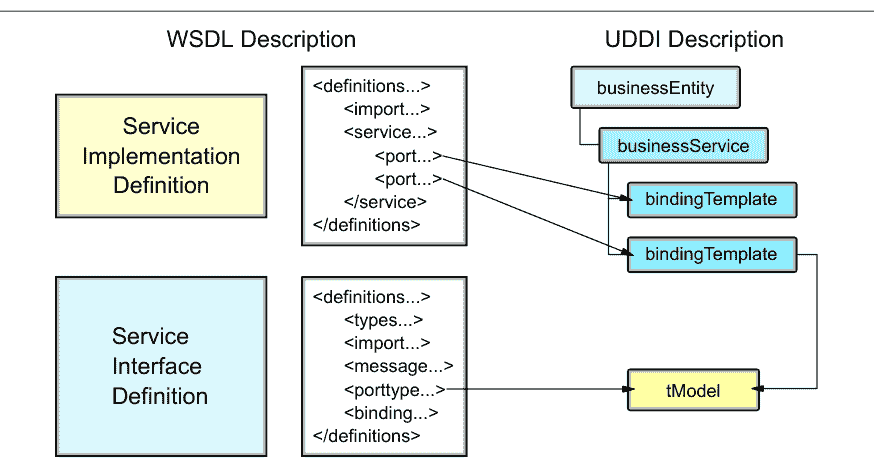 WSDL Description
UDDI Description
Service
Implementation
Definition
<definitions...>
<import...>
<service...>
<port...>
<port...>
</service>
</definitions>
businessEntity
businessService
bindingTemplate
bindingTemplate
Service
Interface
Definition
<definitions...>
<types...>
<import...>
<message...>
<porttype...>
<binding...>
</definitions>
tModel